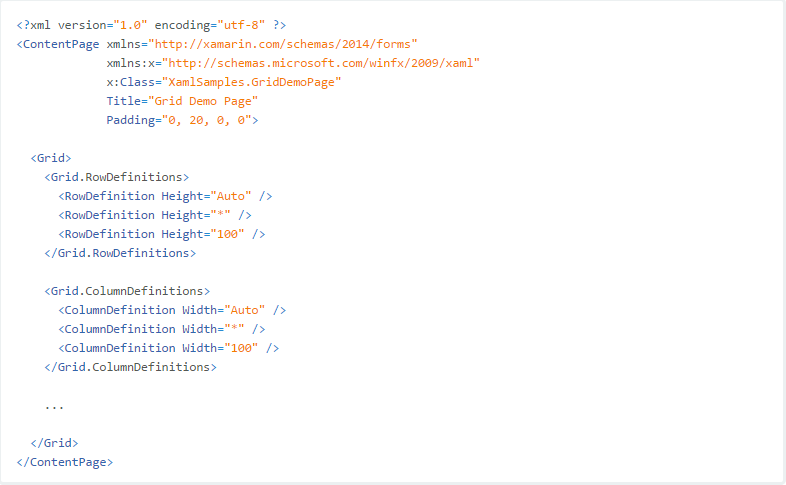 <?xml version="1.0" encoding="utf-8" ?>
<ContentPage xmlns="http://xamarin.com/schemas/2014/forms"
             xmlns:x="http://schemas.microsoft.com/winfx/2009/xaml"
             x:Class="XamlSamples.GridDemoPage"
             Title="Grid Demo Page"
             Padding="0, 20, 0, 0">

  <Grid>
    <Grid.RowDefinitions>
      <RowDefinition Height="Auto" />
      <RowDefinition Height="*" />
      <RowDefinition Height="100" />
    </Grid.RowDefinitions>

    <Grid.ColumnDefinitions>
      <ColumnDefinition Width="Auto" />
      <ColumnDefinition Width="*" />
      <ColumnDefinition Width="100" />
    </Grid.ColumnDefinitions>

    ...

  </Grid>
</ContentPage>